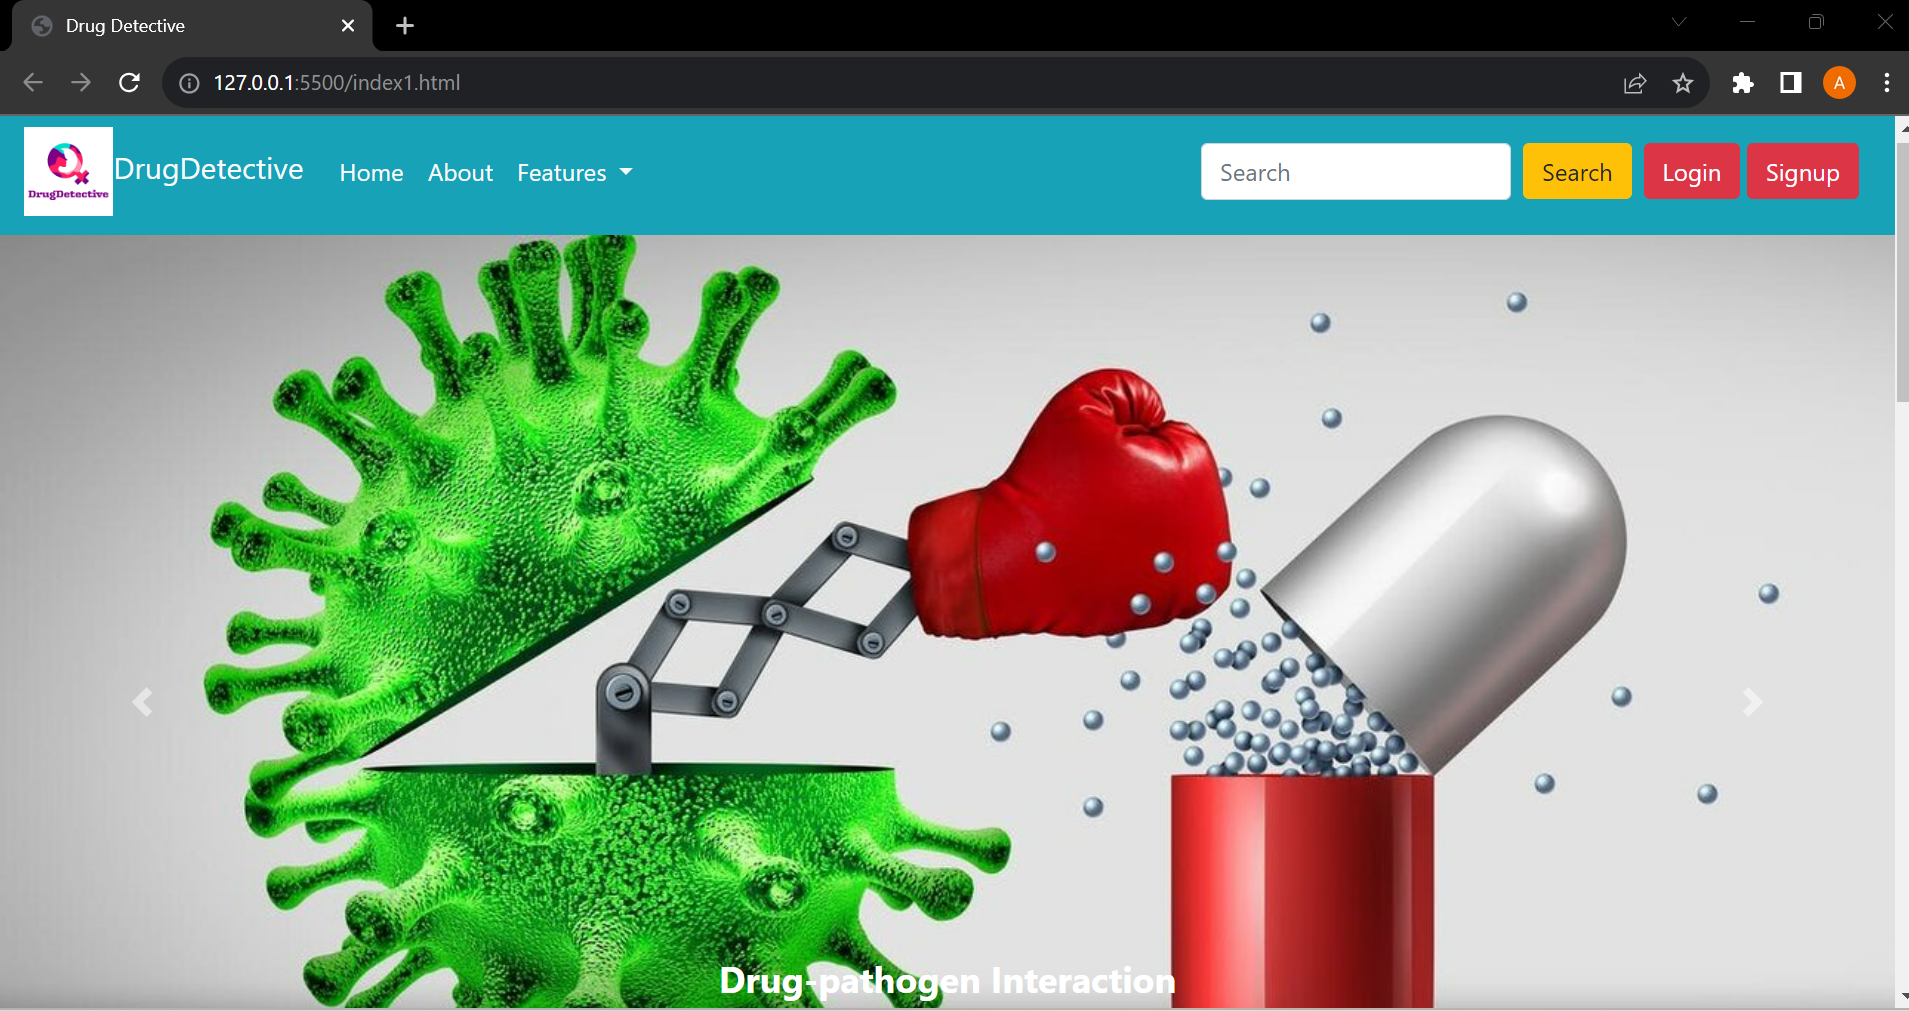 Drug Detective
127.0.0.1:5500/index1.html
A
DrugDetective
DrugDetective Home About Features Search Search Login Signup
Drug-pathogen Interaction